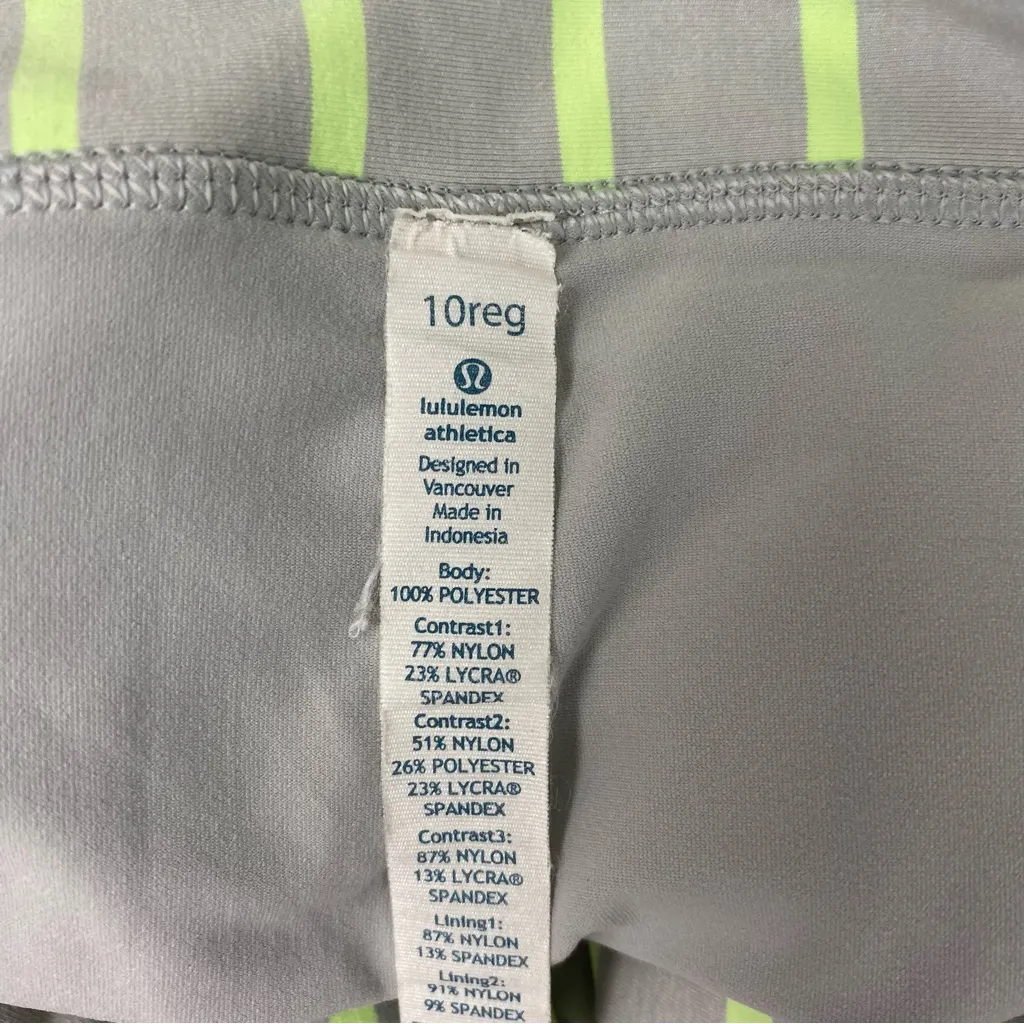 10reg
lululemon
athletica
Designed in
Vancouver
Made in
Indonesia
Body:
100% POLYESTER
Contrast1:
77% NYLON
23% LYCRA®
SPANDEX
Contrast2:
51% NYLON
26% POLYESTER
23% LYCRA®
SPANDEX
Contrast3:
87% NYLON
13% LYCRA®
SPANDEX
Lining1:
87% NYLON
13% SPANDEX
Lining2:
91% NYLON
9% SPANDEX